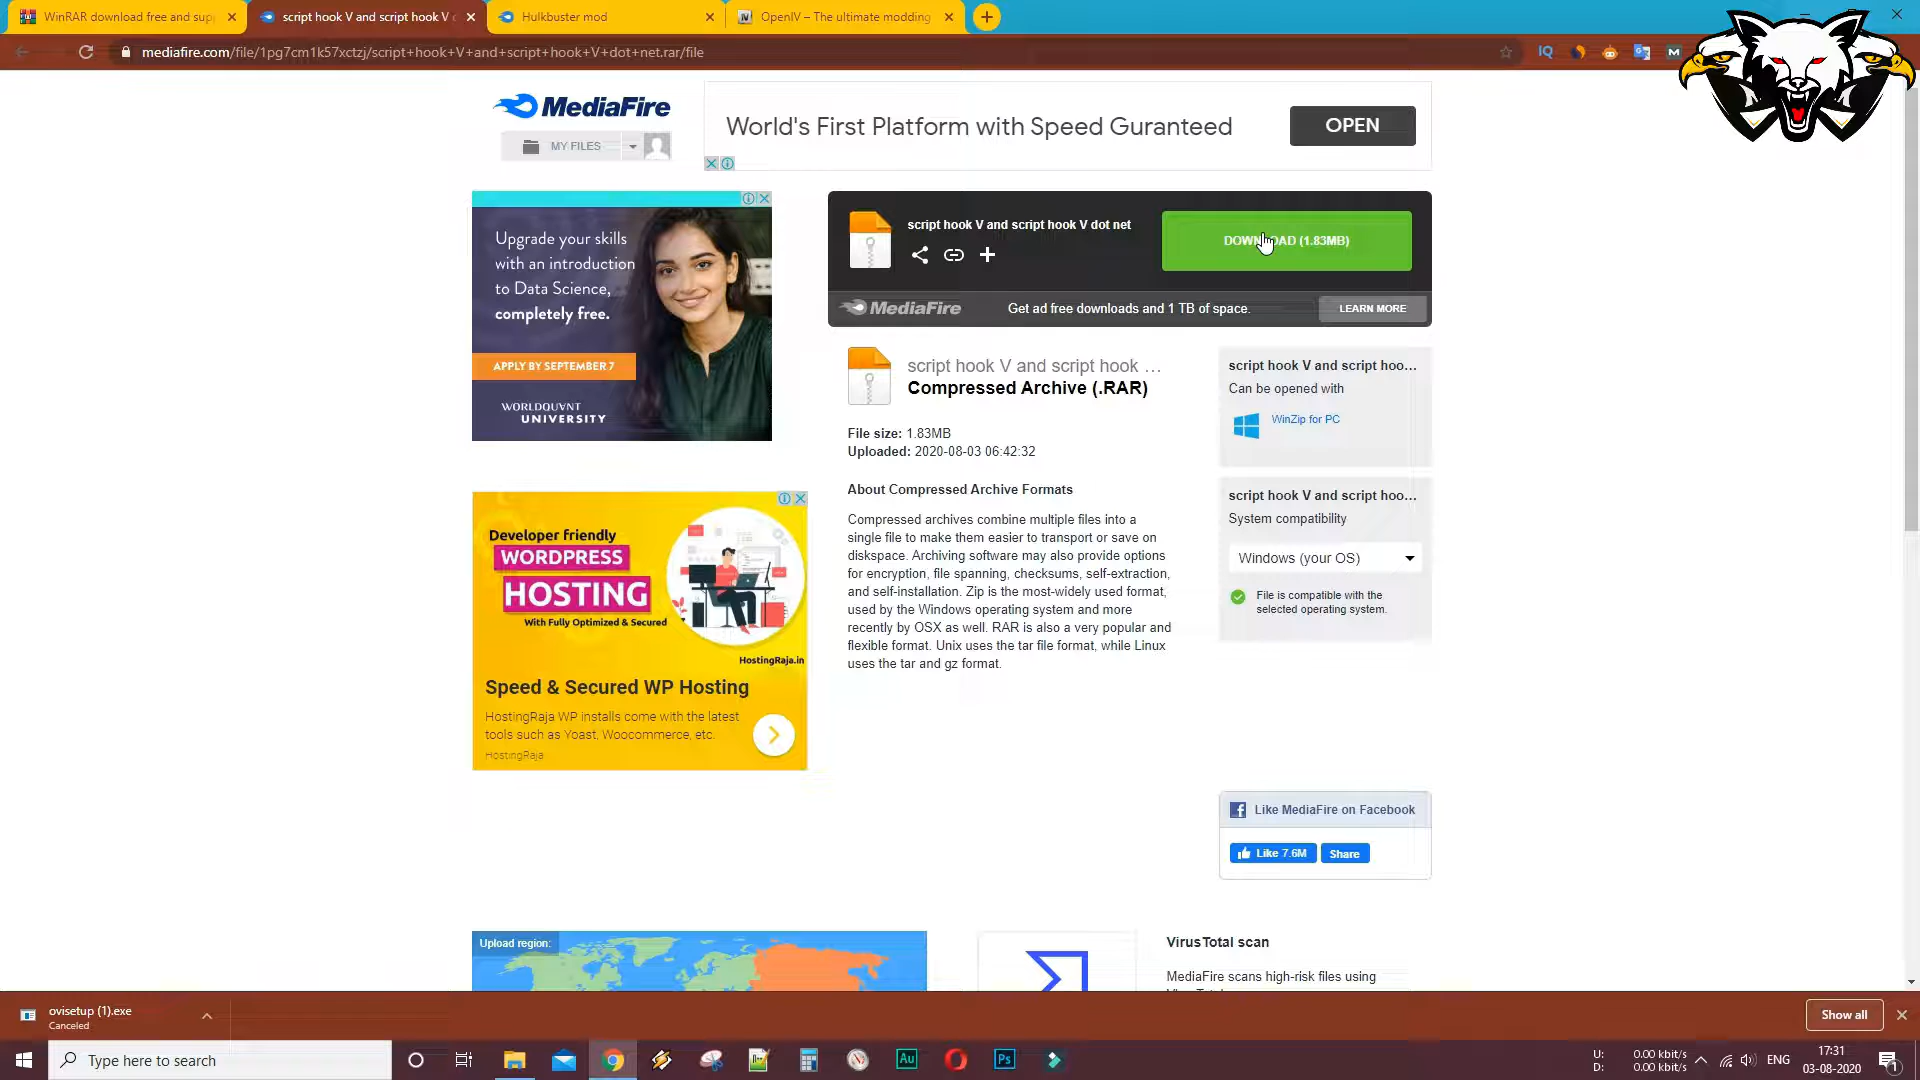 WinRAR download free and supp
script hook V and script hook V d
Hulkbuster mod
OpenIV – The ultimate modding
mediafire.com/file/1pg7cm1k57xctzj/script+hook+V+and+script+hook+V+dot+net.rar/file
IQ
M
MediaFire
MY FILES
World's First Platform with Speed Guranteed
OPEN
Upgrade your skills
with an introduction
to Data Science,
completely free.
APPLY BY SEPTEMBER 7
WORLDQUANT
UNIVERSITY
script hook V and script hook V dot net
DOWNLOAD (1.83MB)
MediaFire
Get ad free downloads and 1 TB of space.
LEARN MORE
script hook V and script hook ...
Compressed Archive (.RAR)
File size: 1.83MB
Uploaded: 2020-08-03 06:42:32
About Compressed Archive Formats
Compressed archives combine multiple files into a
single file to make them easier to transport or save on
diskspace. Archiving software may also provide options
for encryption, file spanning, checksums, self-extraction,
and self-installation. Zip is the most-widely used format,
used by the Windows operating system and more
recently by OSX as well. RAR is also a very popular and
flexible format. Unix uses the tar file format, while Linux
uses the tar and gz format.
script hook V and script hoo...
Can be opened with
WinZip for PC
script hook V and script hoo...
System compatibility
Windows (your OS)
File is compatible with the
selected operating system.
Developer friendly
WORDPRESS
HOSTING
With Fully Optimized & Secured
HostingRaja.in
Speed & Secured WP Hosting
HostingRaja WP installs come with the latest
tools such as Yoast, Woocommerce, etc.
HostingRaja
Like MediaFire on Facebook
Like 7.6M
Share
Upload region:
VirusTotal scan
MediaFire scans high-risk files using
ovisetup (1).exe
Canceled
Show all
Type here to search
Au
Ps
U: 0.00 kbit/s
D: 0.00 kbit/s
ENG
17:31
03-08-2020
1